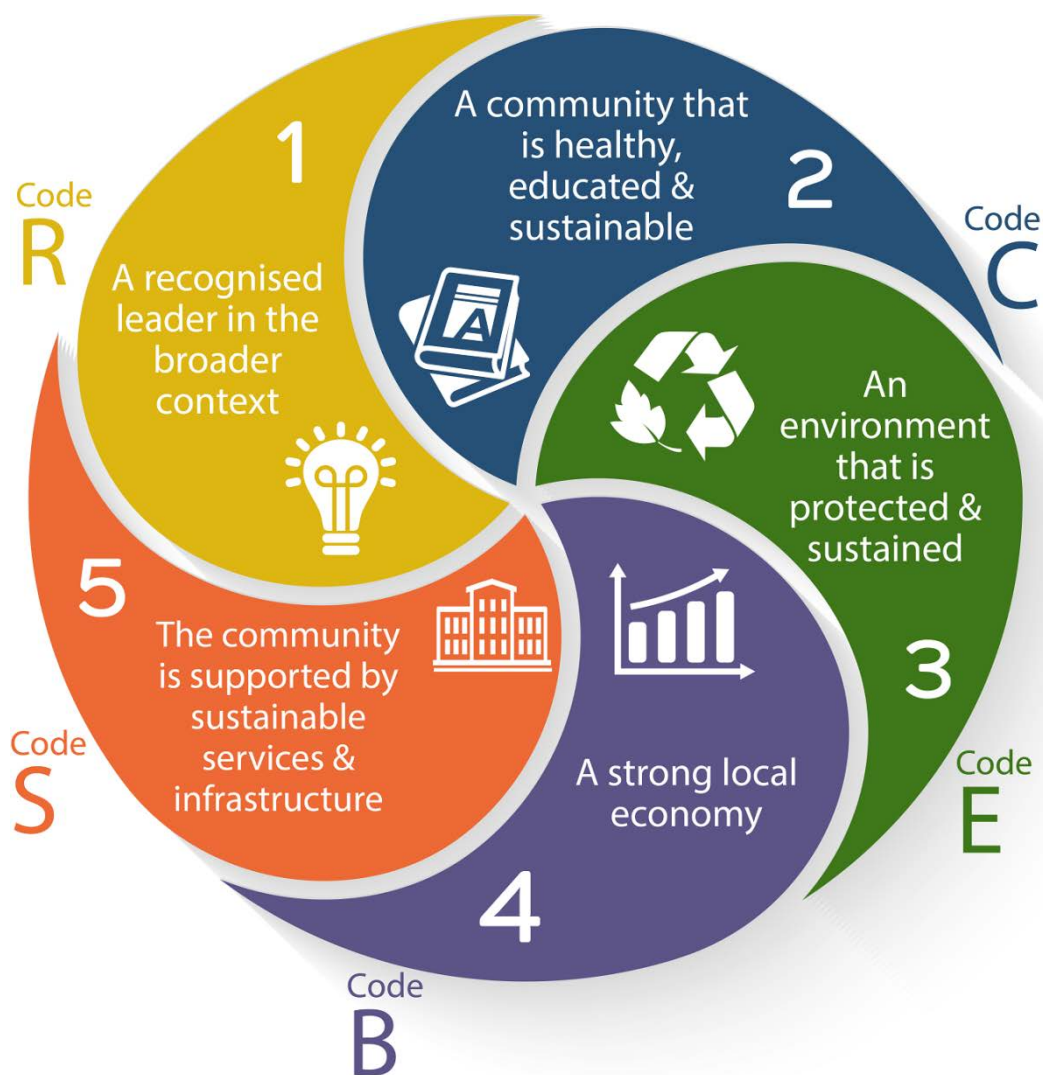 Code
R
1
A recognised
leader in the
broader
context
A community that
is healthy,
educated &
sustainable
2
Code
C
A
An
environment
that is
protected &
sustained
3
Code
E
A strong local
economy
4
Code
B
5
The community
is supported by
sustainable
services &
infrastructure
Code
S